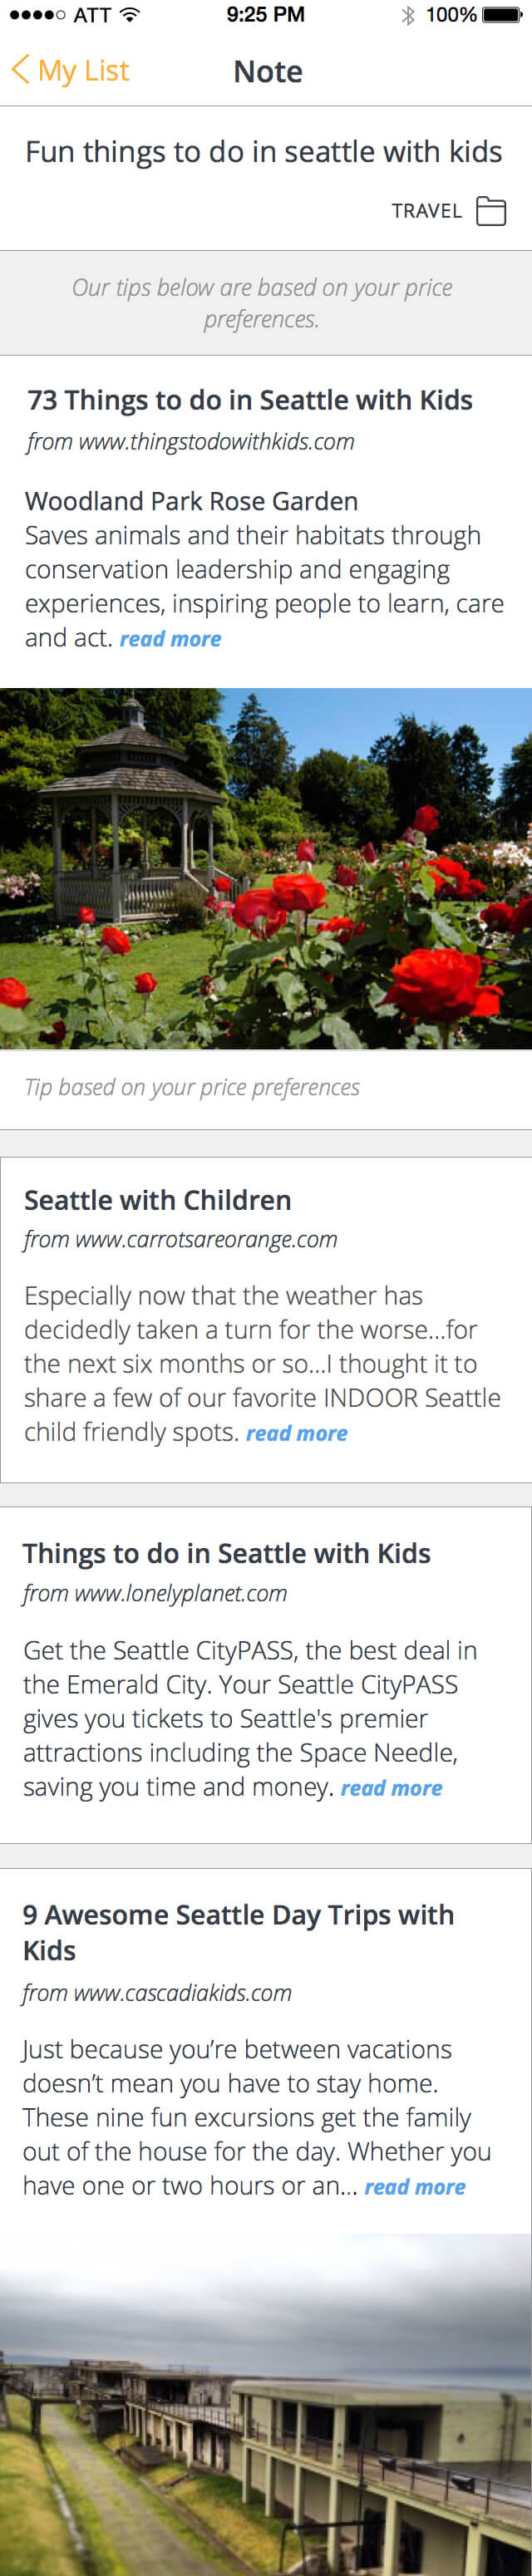 ATT 9:25 PM 100%
My List Note
Fun things to do in seattle with kids
TRAVEL
Our tips below are based on your price
preferences.
73 Things to do in Seattle with Kids
from www.thingstodowithkids.com
Woodland Park Rose Garden
Saves animals and their habitats through
conservation leadership and engaging
experiences, inspiring people to learn, care
and act. read more
Tip based on your price preferences
Seattle with Children
from www.carrotsareorange.com
Especially now that the weather has
decidedly taken a turn for the worse...for
the next six months or so...I thought it to
share a few of our favorite INDOOR Seattle
child friendly spots. read more
Things to do in Seattle with Kids
from www.lonelyplanet.com
Get the Seattle CityPASS, the best deal in
the Emerald City. Your Seattle CityPASS
gives you tickets to Seattle's premier
attractions including the Space Needle,
saving you time and money. read more
9 Awesome Seattle Day Trips with
Kids
from www.cascadiakids.com
Just because you're between vacations
doesn't mean you have to stay home.
These nine fun excursions get the family
out of the house for the day. Whether you
have one or two hours or an... read more